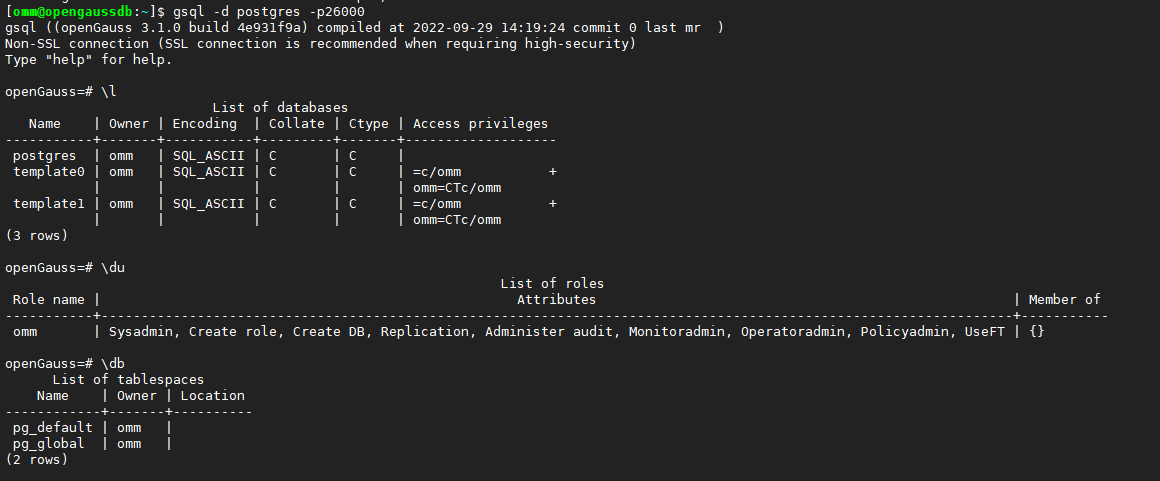 [omm@opengaussdb:~]$ gsql -d postgres -p26000
gsql ((openGauss 3.1.0 build 4e931f9a) compiled at 2022-09-29 14:19:24 commit 0 last mr  )
Non-SSL connection (SSL connection is recommended when requiring high-security)
Type "help" for help.

openGauss=# \l
                          List of databases
   Name    | Owner | Encoding  | Collate | Ctype | Access privileges
-----------+-------+-----------+---------+-------+-------------------
 postgres  | omm   | SQL_ASCII | C       | C     |
 template0 | omm   | SQL_ASCII | C       | C     | =c/omm           +
           |       |           |         |       | omm=CTc/omm
 template1 | omm   | SQL_ASCII | C       | C     | =c/omm           +
           |       |           |         |       | omm=CTc/omm
(3 rows)

openGauss=# \du
                                                              List of roles
 Role name |                                                    Attributes                                                    | Member of
-----------+------------------------------------------------------------------------------------------------------------------+-----------
 omm       | Sysadmin, Create role, Create DB, Replication, Administer audit, Monitoradmin, Operatoradmin, Policyadmin, UseFT | {}

openGauss=# \db
      List of tablespaces
    Name    | Owner | Location
------------+-------+----------
 pg_default | omm   |
 pg_global  | omm   |
(2 rows)